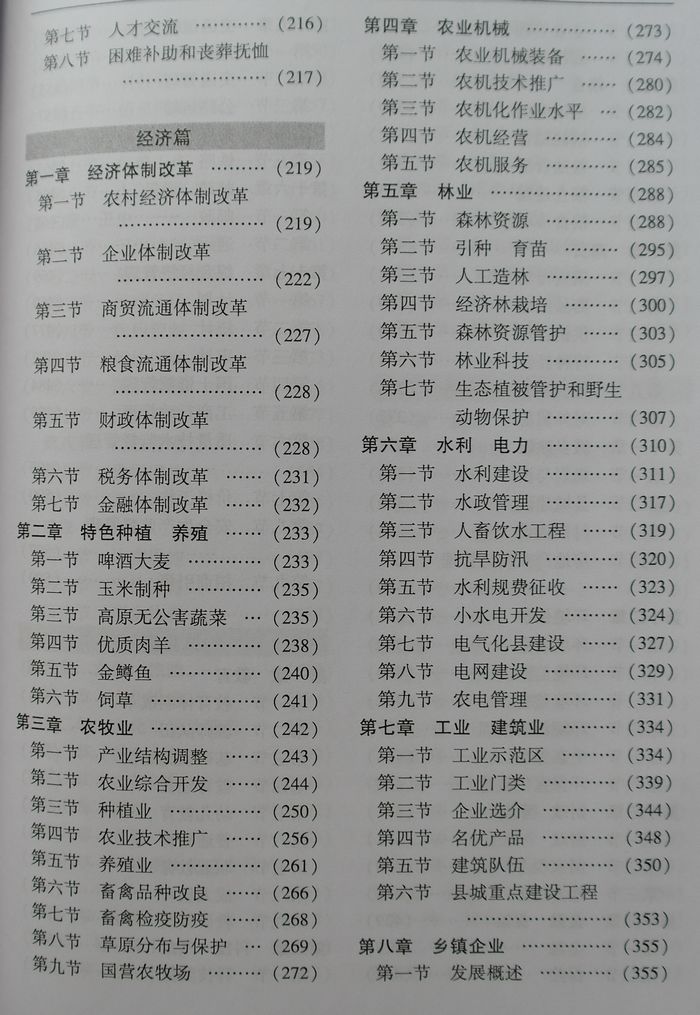 第七节 人才交流 ………… (216)
第八节 困难补助和丧葬抚恤
…………………… (217)
经济篇
第一章 经济体制改革 ……… (219)
第一节 农村经济体制改革
…………………… (219)
第二节 企业体制改革
…………………… (222)
第三节 商贸流通体制改革
…………………… (227)
第四节 粮食流通体制改革
…………………… (228)
第五节 财政体制改革
…………………… (228)
第六节 税务体制改革 …… (231)
第七节 金融体制改革 …… (232)
第二章 特色种植 养殖 …… (233)
第一节 啤酒大麦 ………… (233)
第二节 玉米制种 ………… (235)
第三节 高原无公害蔬菜 … (235)
第四节 优质肉羊 ………… (238)
第五节 金鳟鱼 …………… (240)
第六节 饲草 ……………… (241)
第三章 农牧业 …………… (242)
第一节 产业结构调整 …… (243)
第二节 农业综合开发 …… (244)
第三节 种植业 …………… (250)
第四节 农业技术推广 …… (256)
第五节 养殖业 …………… (261)
第六节 畜禽品种改良 …… (266)
第七节 畜禽检疫防疫 …… (268)
第八节 草原分布与保护 … (269)
第九节 国营农牧场 ……… (272)
第四章 农业机械 ………… (273)
第一节 农业机械装备 …… (274)
第二节 农机技术推广 …… (280)
第三节 农机化作业水平 … (282)
第四节 农机经营 ………… (284)
第五节 农机服务 ………… (285)
第五章 林业 ……………… (288)
第一节 森林资源 ………… (288)
第二节 引种 育苗 ……… (295)
第三节 人工造林 ………… (297)
第四节 经济林栽培 ……… (300)
第五节 森林资源管护 …… (303)
第六节 林业科技 ………… (305)
第七节 生态植被管护和野生
动物保护 ………… (307)
第六章 水利 电力 ……… (310)
第一节 水利建设 ………… (311)
第二节 水政管理 ………… (317)
第三节 人畜饮水工程 …… (319)
第四节 抗旱防汛 ………… (320)
第五节 水利规费征收 …… (323)
第六节 小水电开发 ……… (324)
第七节 电气化县建设 …… (327)
第八节 电网建设 ………… (329)
第九节 农电管理 ………… (331)
第七章 工业 建筑业 ……… (334)
第一节 工业示范区 ……… (334)
第二节 工业门类 ………… (339)
第三节 企业选介 ………… (344)
第四节 名优产品 ………… (348)
第五节 建筑队伍 ………… (350)
第六节 县城重点建设工程
…………………… (353)
第八章 乡镇企业 ………… (355)
第一节 发展概述 ………… (355)